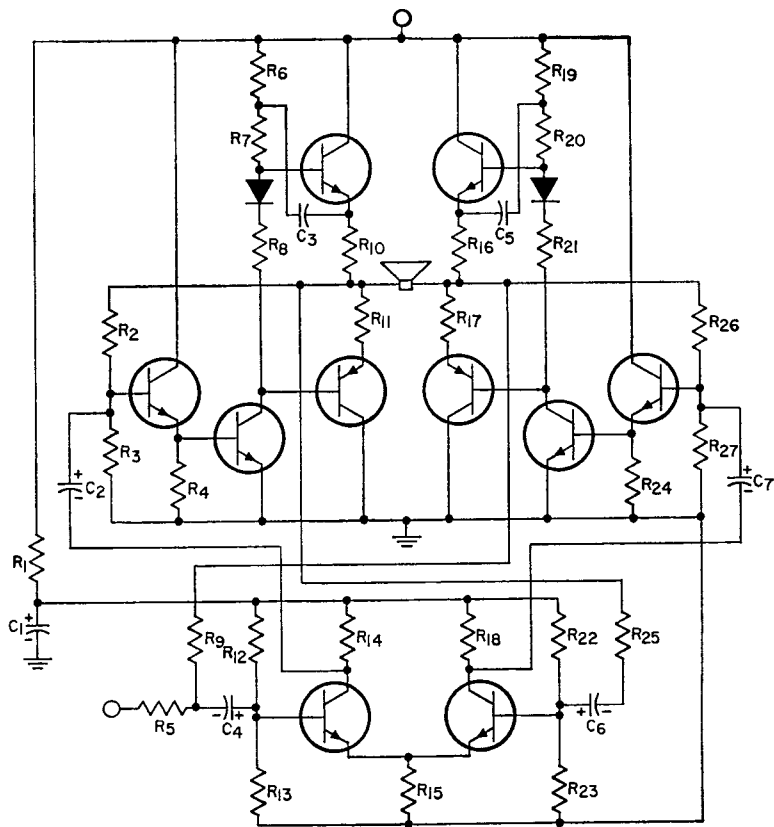 R6
R19
R7
R20
C3
C5
R8
R10
R16
R21
R2
R11
R17
R26
R3
R4
R24
R27
C2
C7
R1
C1
R9
R12
R14
R18
R22
R25
R5
C4
C6
R13
R15
R23
+
-
+
-
+
-
- +
+ -